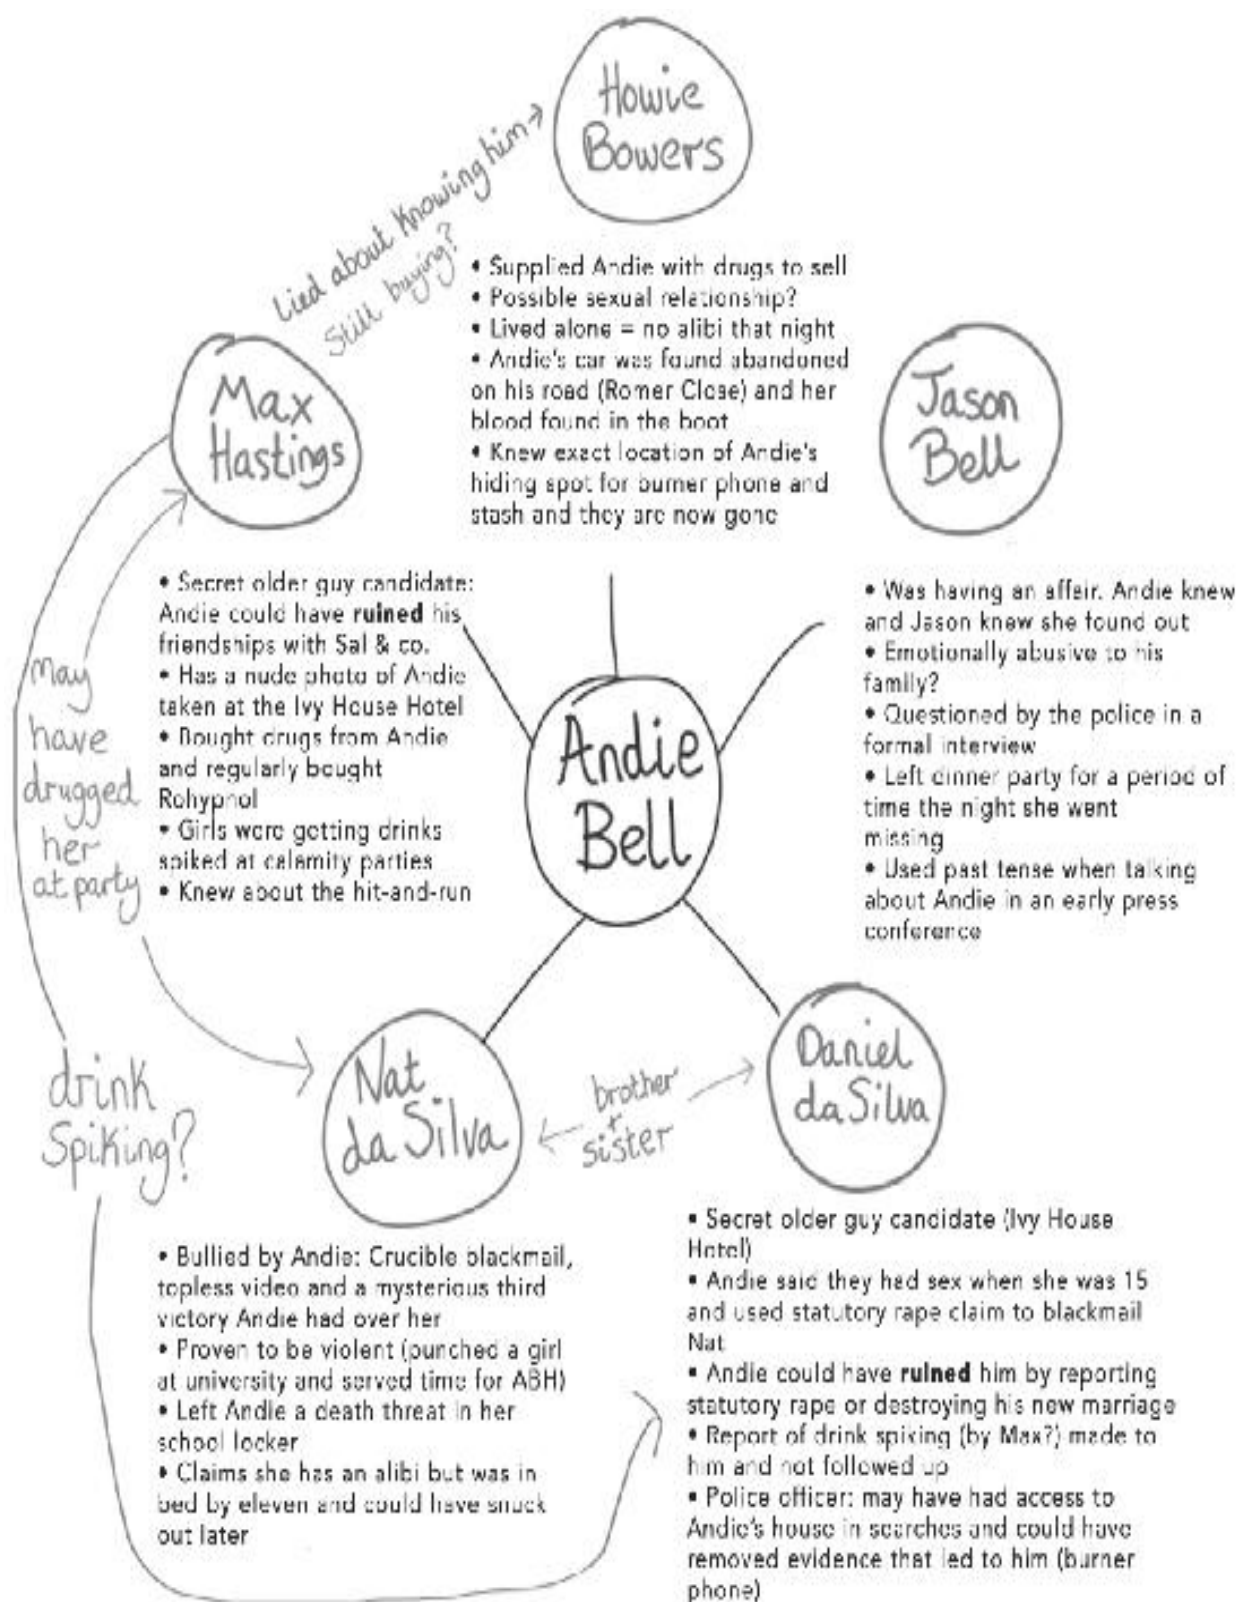 Howie
Bowers
Lied about Knowing him
Still buying?
• Supplied Andie with drugs to sell
• Possible sexual relationship?
• Lived alone = no alibi that night
• Andie's car was found abandoned
on his road (Romer Close) and her
blood found in the boot
• Knew exact location of Andie's
hiding spot for burner phone and
stash and they are now gone
Max
Hastings
Jason
Bell
• Secret older guy candidate:
Andie could have ruined his
friendships with Sal & co.
• Has a nude photo of Andie
taken at the Ivy House Hotel
• Bought drugs from Andie
and regularly bought
Rohypnol
• Girls were getting drinks
spiked at calamity parties
• Knew about the hit-and-run
• Was having an affair. Andie knew
and Jason knew she found out
• Emotionally abusive to his
family?
• Questioned by the police in a
formal interview
• Left dinner party for a period of
time the night she went
missing
• Used past tense when talking
about Andie in an early press
conference
may
have
drugged
her
at party
Andie
Bell
drink
Spiking?
Nat
da Silva
brother
+
sister
Daniel
da Silva
• Bullied by Andie: Crucible blackmail,
topless video and a mysterious third
victory Andie had over her
• Proven to be violent (punched a girl
at university and served time for ABH)
• Left Andie a death threat in her
school locker
• Claims she has an alibi but was in
bed by eleven and could have snuck
out later
• Secret older guy candidate (Ivy House
Hotel)
• Andie said they had sex when she was 15
and used statutory rape claim to blackmail
Nat
• Andie could have ruined him by reporting
statutory rape or destroying his new marriage
• Report of drink spiking (by Max?) made to
him and not followed up
• Police officer: may have had access to
Andie's house in searches and could have
removed evidence that led to him (burner
phone)